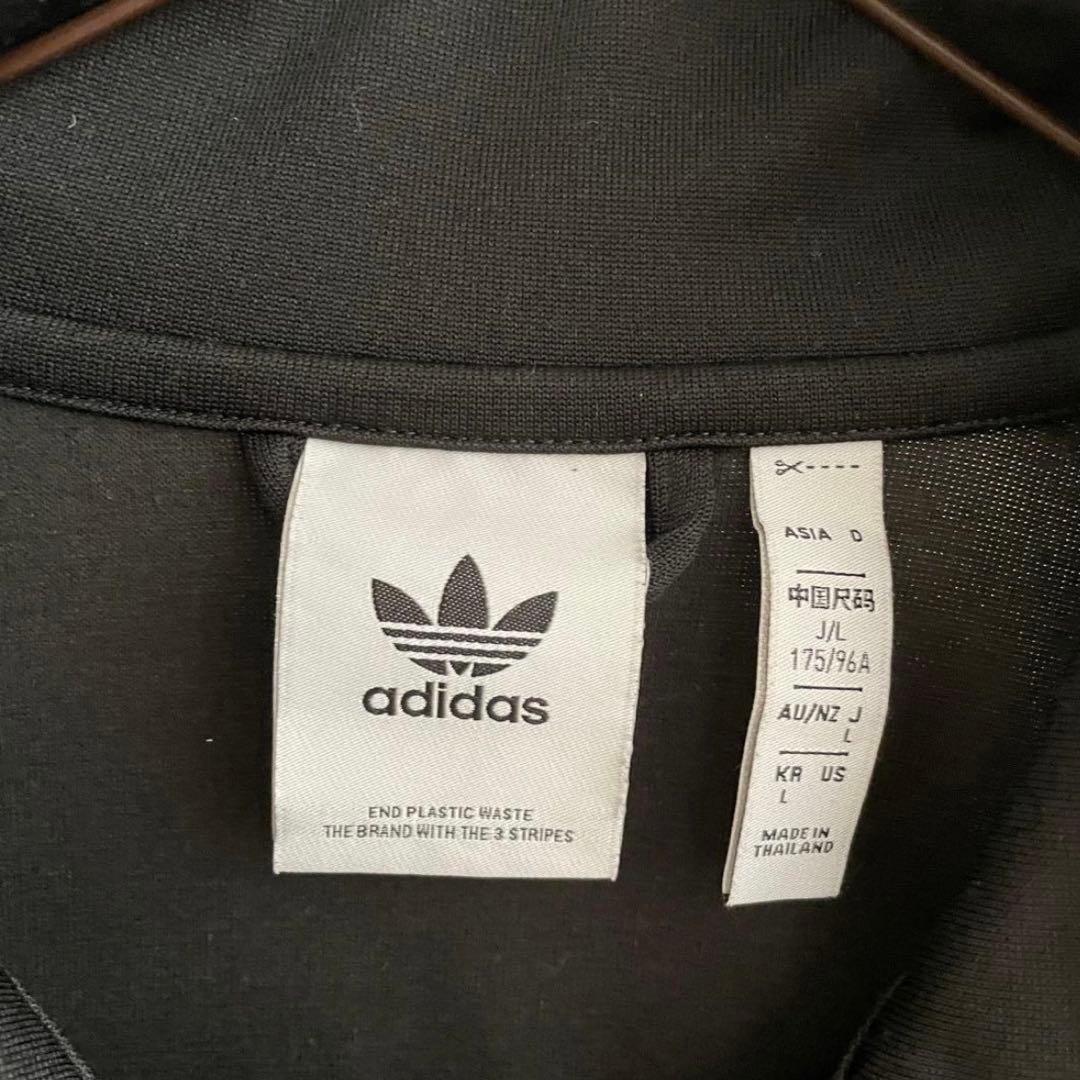 adidas
END PLASTIC WASTE
THE BRAND WITH THE 3 STRIPES
ASIA D
中国尺码
J/L
175/96A
AU/NZ J
L
KR US
L
MADE IN
THAILAND